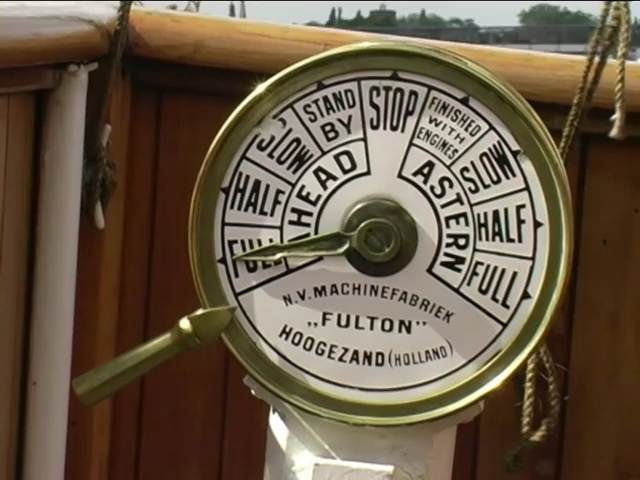 STOP
STAND
BY
SLOW
HALF
FULL
AHEAD
FINISHED
WITH
ENGINES
SLOW
HALF
FULL
ASTERN
N.V. MACHINEFABRIEK
„FULTON”
HOOGEZAND (HOLLAND)